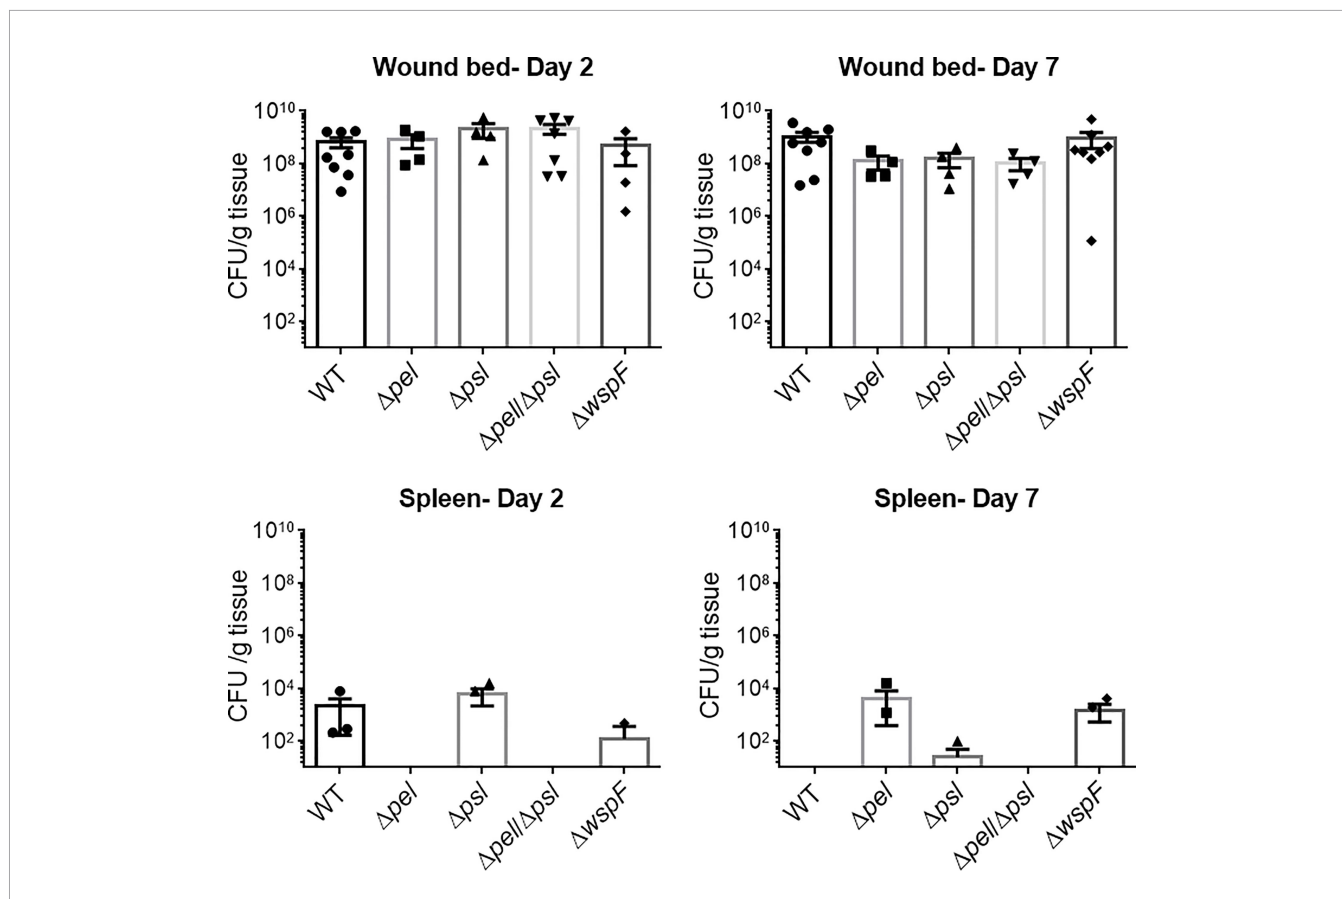 Wound bed- Day 2
CFU/g tissue
10¹⁰
10⁸
10⁶
10⁴
10²
WT
Δpel
Δpsl
Δpel/Δpsl
ΔwspF
Wound bed- Day 7
CFU/g tissue
10¹⁰
10⁸
10⁶
10⁴
10²
WT
Δpel
Δpsl
Δpel/Δpsl
ΔwspF
Spleen- Day 2
CFU /g tissue
10¹⁰
10⁸
10⁶
10⁴
10²
WT
Δpel
Δpsl
Δpel/Δpsl
ΔwspF
Spleen- Day 7
CFU/g tissue
10¹⁰
10⁸
10⁶
10⁴
10²
WT
Δpel
Δpsl
Δpel/Δpsl
ΔwspF